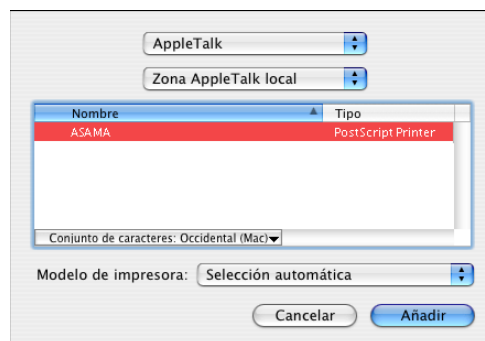 AppleTalk
Zona AppleTalk local
Nombre Tipo
ASAMA PostScript Printer
Conjunto de caracteres: Occidental (Mac)
Modelo de impresora: Selección automática
Cancelar Añadir